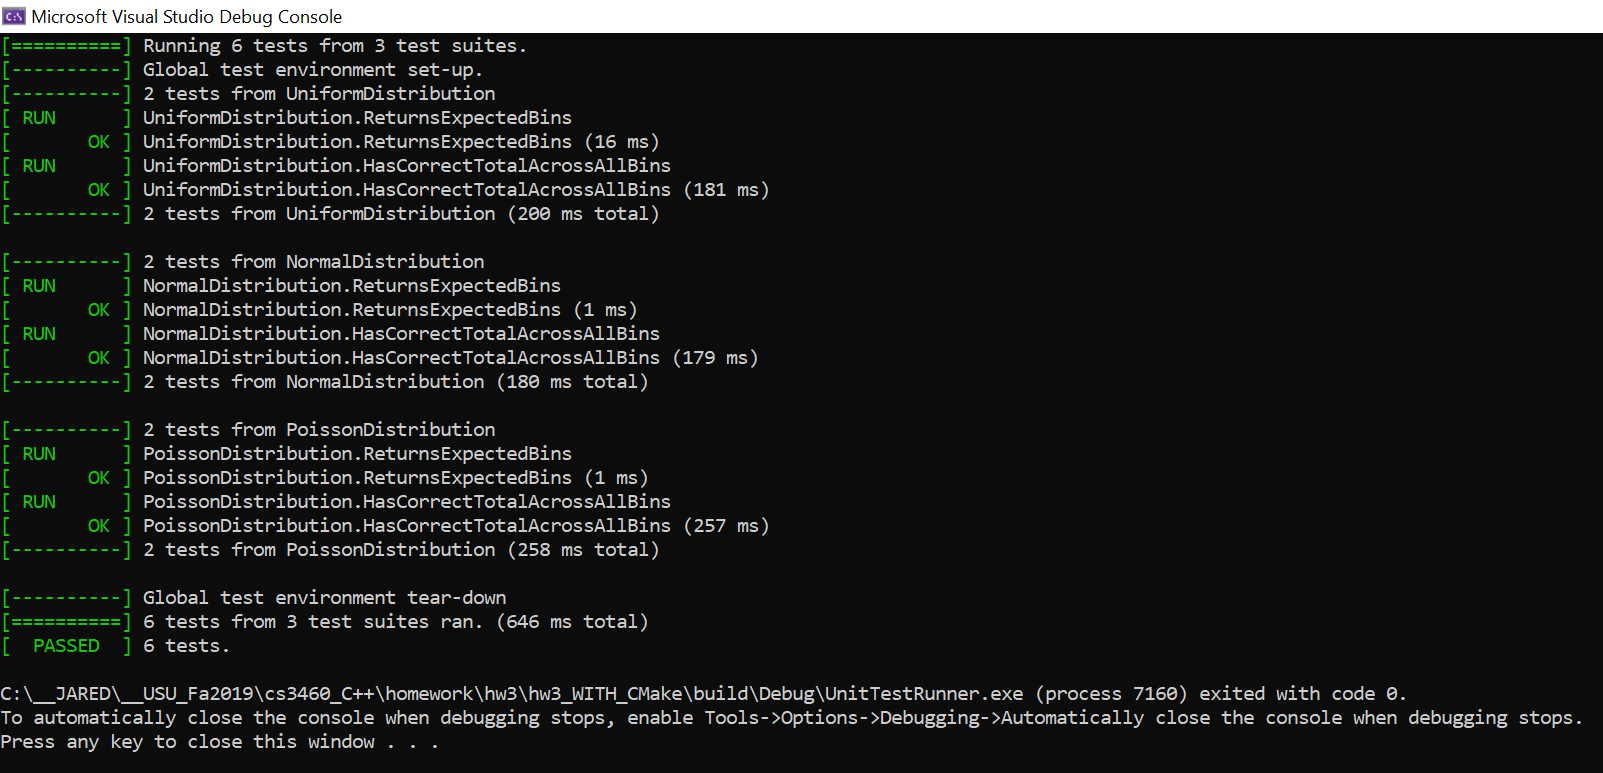 C:\ Microsoft Visual Studio Debug Console
[==========] Running 6 tests from 3 test suites.
[----------] Global test environment set-up.
[----------] 2 tests from UniformDistribution
[ RUN      ] UniformDistribution.ReturnsExpectedBins
[       OK ] UniformDistribution.ReturnsExpectedBins (16 ms)
[ RUN      ] UniformDistribution.HasCorrectTotalAcrossAllBins
[       OK ] UniformDistribution.HasCorrectTotalAcrossAllBins (181 ms)
[----------] 2 tests from UniformDistribution (200 ms total)

[----------] 2 tests from NormalDistribution
[ RUN      ] NormalDistribution.ReturnsExpectedBins
[       OK ] NormalDistribution.ReturnsExpectedBins (1 ms)
[ RUN      ] NormalDistribution.HasCorrectTotalAcrossAllBins
[       OK ] NormalDistribution.HasCorrectTotalAcrossAllBins (179 ms)
[----------] 2 tests from NormalDistribution (180 ms total)

[----------] 2 tests from PoissonDistribution
[ RUN      ] PoissonDistribution.ReturnsExpectedBins
[       OK ] PoissonDistribution.ReturnsExpectedBins (1 ms)
[ RUN      ] PoissonDistribution.HasCorrectTotalAcrossAllBins
[       OK ] PoissonDistribution.HasCorrectTotalAcrossAllBins (257 ms)
[----------] 2 tests from PoissonDistribution (258 ms total)

[----------] Global test environment tear-down
[==========] 6 tests from 3 test suites ran. (646 ms total)
[  PASSED  ] 6 tests.

C:\__JARED\__USU_Fa2019\cs3460_C++\homework\hw3\hw3_WITH_CMake\build\Debug\UnitTestRunner.exe (process 7160) exited with code 0.
To automatically close the console when debugging stops, enable Tools->Options->Debugging->Automatically close the console when debugging stops.
Press any key to close this window . . .